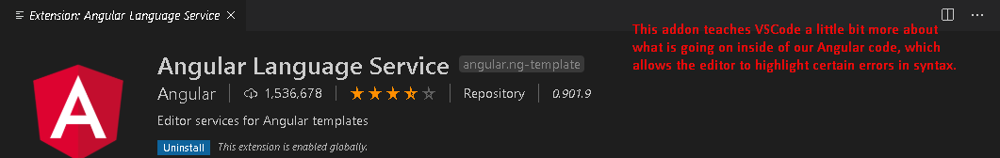 Extension: Angular Language Service
This addon teaches VSCode a little bit more about
what is going on inside of our Angular code, which
allows the editor to highlight certain errors in syntax.
Angular Language Service angular.ng-template
Angular 1,536,678 Repository 0.901.9
Editor services for Angular templates
Uninstall This extension is enabled globally.
A